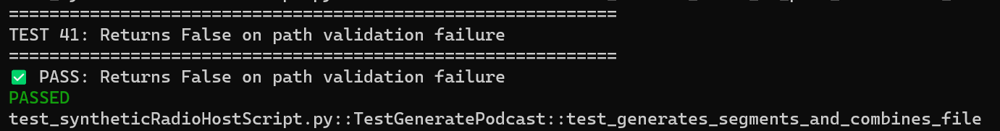 ============================================================
TEST 41: Returns False on path validation failure
============================================================
✅ PASS: Returns False on path validation failure
PASSED
test_syntheticRadioHostScript.py::TestGeneratePodcast::test_generates_segments_and_combines_file